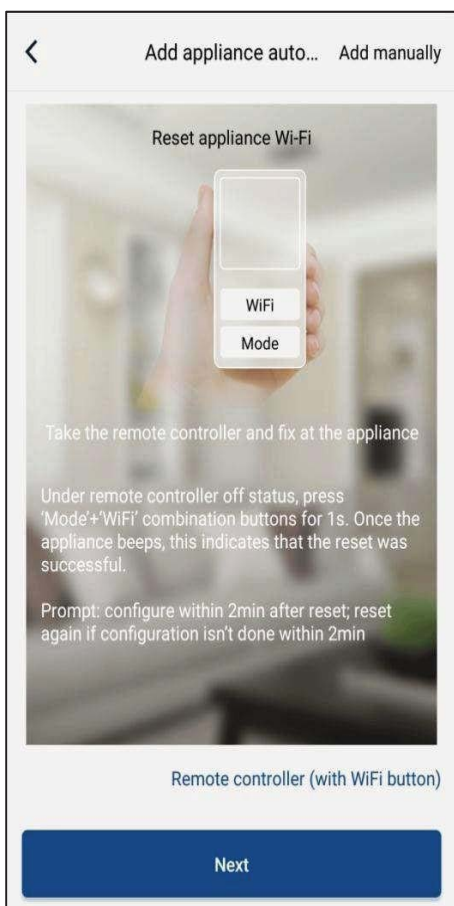 Add appliance auto... Add manually
Reset appliance Wi-Fi
WiFi
Mode
Take the remote controller and fix at the appliance
Under remote controller off status, press
'Mode'+'WiFi' combination buttons for 1s. Once the
appliance beeps, this indicates that the reset was
successful.
Prompt: configure within 2min after reset; reset
again if configuration isn't done within 2min
Remote controller (with WiFi button)
Next